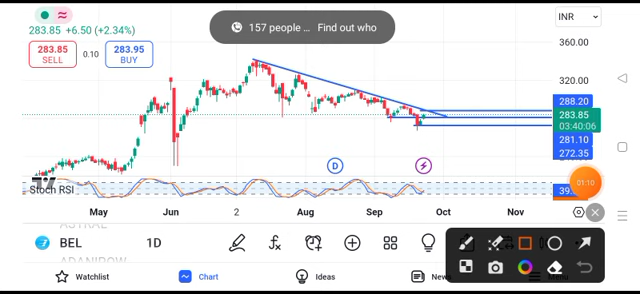 157 people ... Find out who
283.85 +6.50 (+2.34%)
INR
360.00
283.85
SELL
0.10
283.95
BUY
320.00
288.20
283.85
03:40:06
281.10
272.35
D
Stoch RSI
39
01:10
May Jun 2 Aug Sep Oct Nov
BEL
1D
Watchlist
Chart
Ideas
News